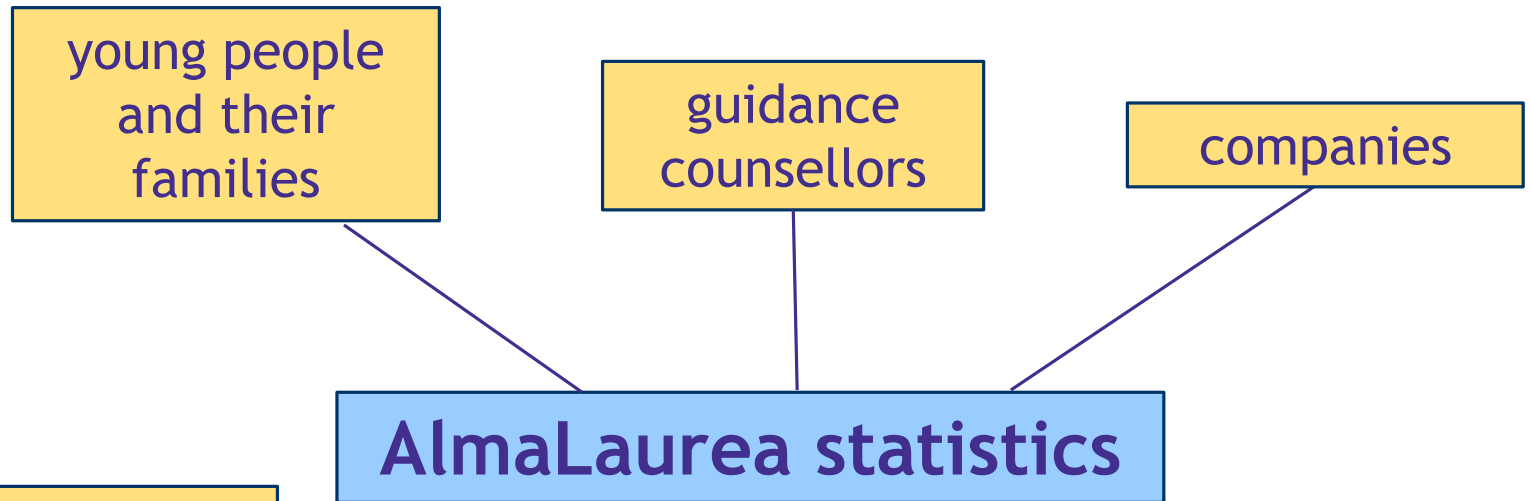 young people
and their
families
guidance
counsellors
companies
AlmaLaurea statistics